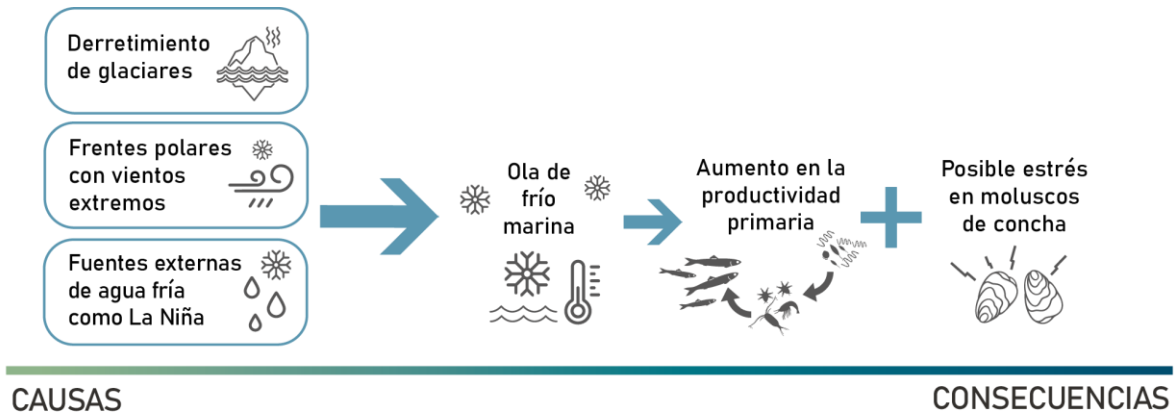 Derretimiento
de glaciares
Frentes polares
con vientos
extremos
Fuentes externas
de agua fría
como La Niña
Ola de
frío
marina
Aumento en la
productividad
primaria
Posible estrés
en moluscos
de concha
CAUSAS
CONSECUENCIAS